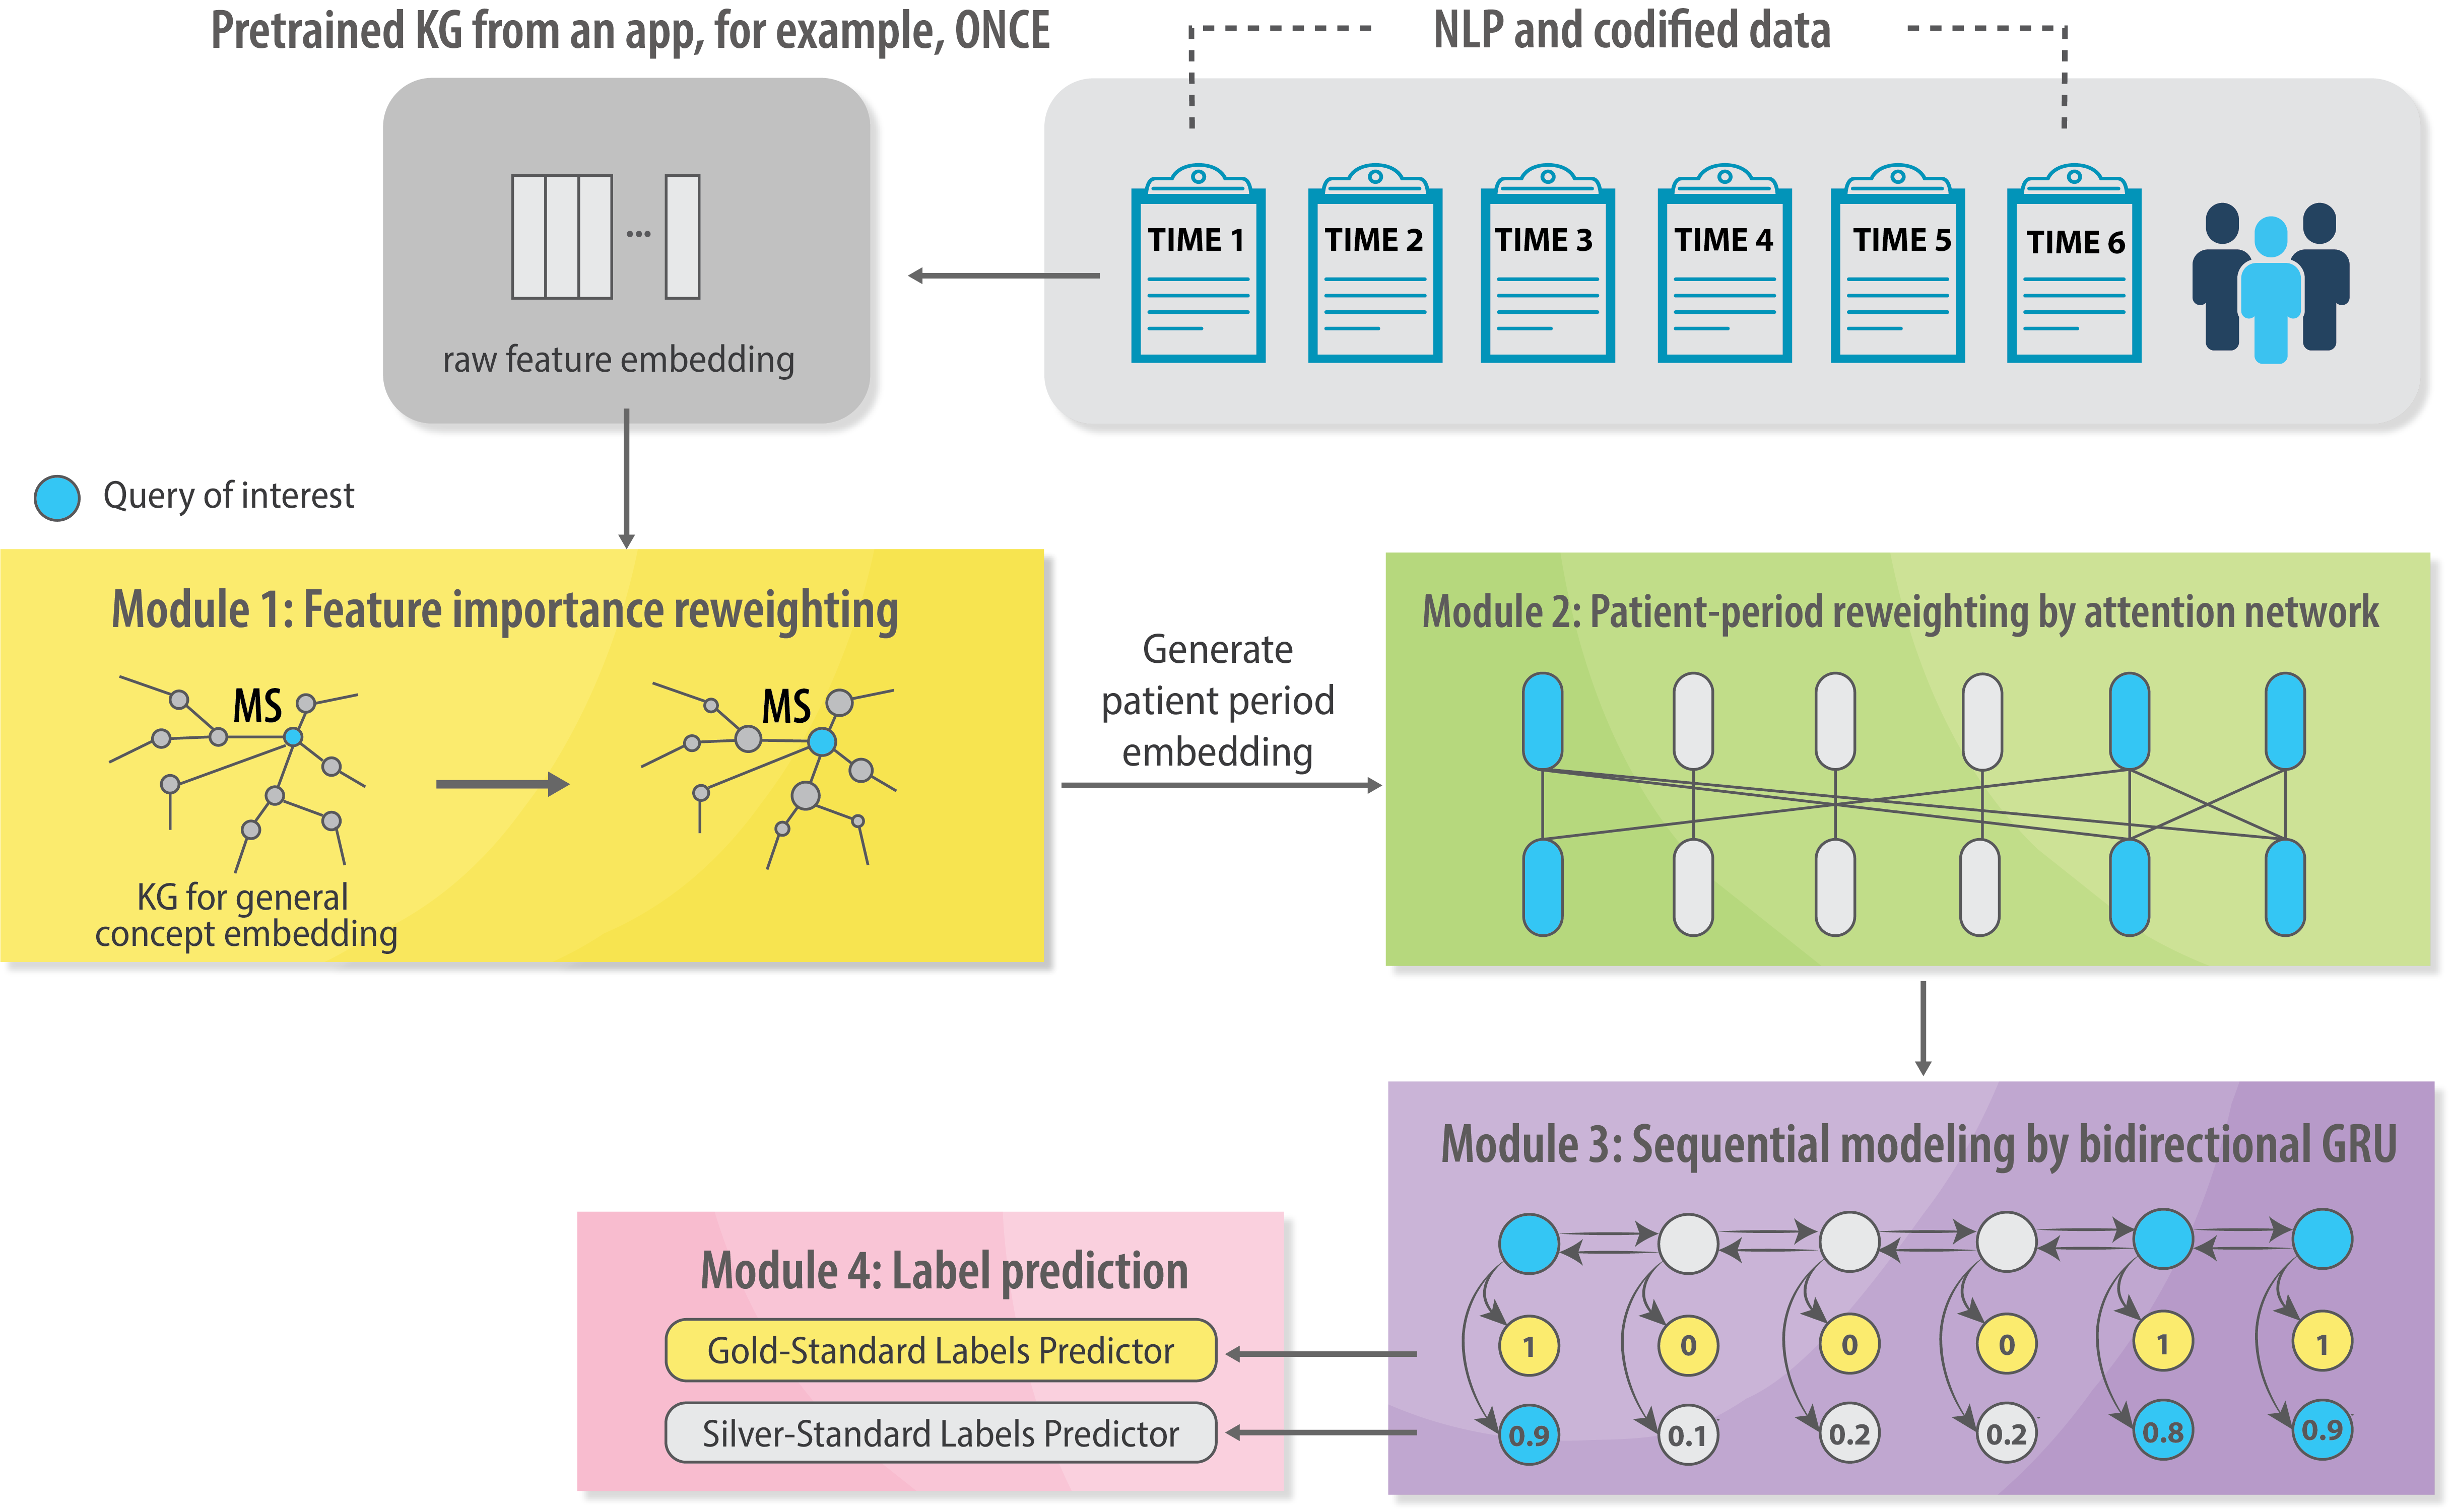 Pretrained KG from an app, for example, ONCE
NLP and codified data
TIME 1
TIME 2
TIME 3
TIME 4
TIME 5
TIME 6
...
raw feature embedding
Query of interest
Module 1: Feature importance reweighting
MS
MS
KG for general
concept embedding
Generate
patient period
embedding
Module 2: Patient-period reweighting by attention network
Module 3: Sequential modeling by bidirectional GRU
1 0 0 0 1 1
0.9 0.1 0.2 0.2 0.8 0.9
Module 4: Label prediction
Gold-Standard Labels Predictor
Silver-Standard Labels Predictor